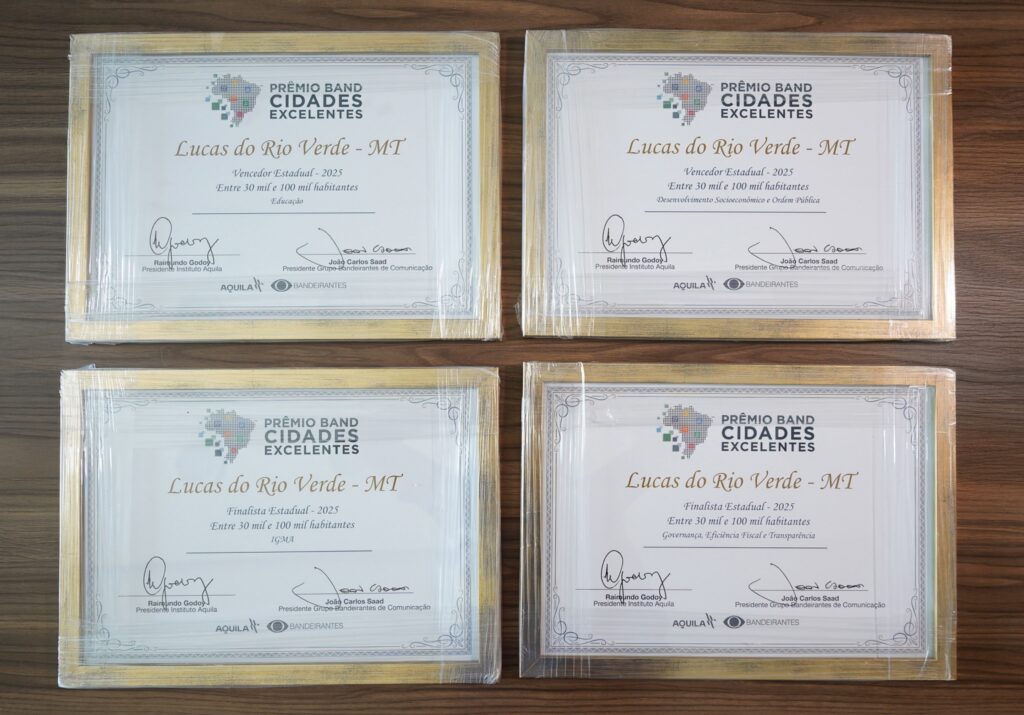 PRÊMIO BAND
CIDADES
EXCELENTES
Lucas do Rio Verde - MT
Vencedor Estadual - 2025
Entre 30 mil e 100 mil habitantes
Educação
Raimundo Godoy
Presidente Instituto Aquila
João Carlos Saad
Presidente Grupo Bandeirantes de Comunicação
AQUILA
BANDEIRANTES
PRÊMIO BAND
CIDADES
EXCELENTES
Lucas do Rio Verde - MT
Vencedor Estadual - 2025
Entre 30 mil e 100 mil habitantes
Desenvolvimento Socioeconômico e Ordem Pública
Raimundo Godoy
Presidente Instituto Aquila
João Carlos Saad
Presidente Grupo Bandeirantes de Comunicação
AQUILA
BANDEIRANTES
PRÊMIO BAND
CIDADES
EXCELENTES
Lucas do Rio Verde - MT
Finalista Estadual - 2025
Entre 30 mil e 100 mil habitantes
IGMA
Raimundo Godoy
Presidente Instituto Aquila
João Carlos Saad
Presidente Grupo Bandeirantes de Comunicação
AQUILA
BANDEIRANTES
PRÊMIO BAND
CIDADES
EXCELENTES
Lucas do Rio Verde - MT
Finalista Estadual - 2025
Entre 30 mil e 100 mil habitantes
Governança, Eficiência Fiscal e Transparência
Raimundo Godoy
Presidente Instituto Aquila
João Carlos Saad
Presidente Grupo Bandeirantes de Comunicação
AQUILA
BANDEIRANTES